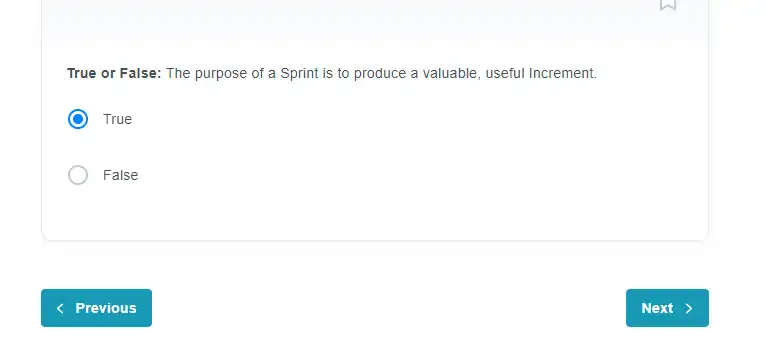 True or False: The purpose of a Sprint is to produce a valuable, useful Increment.
True
False
Previous
Next